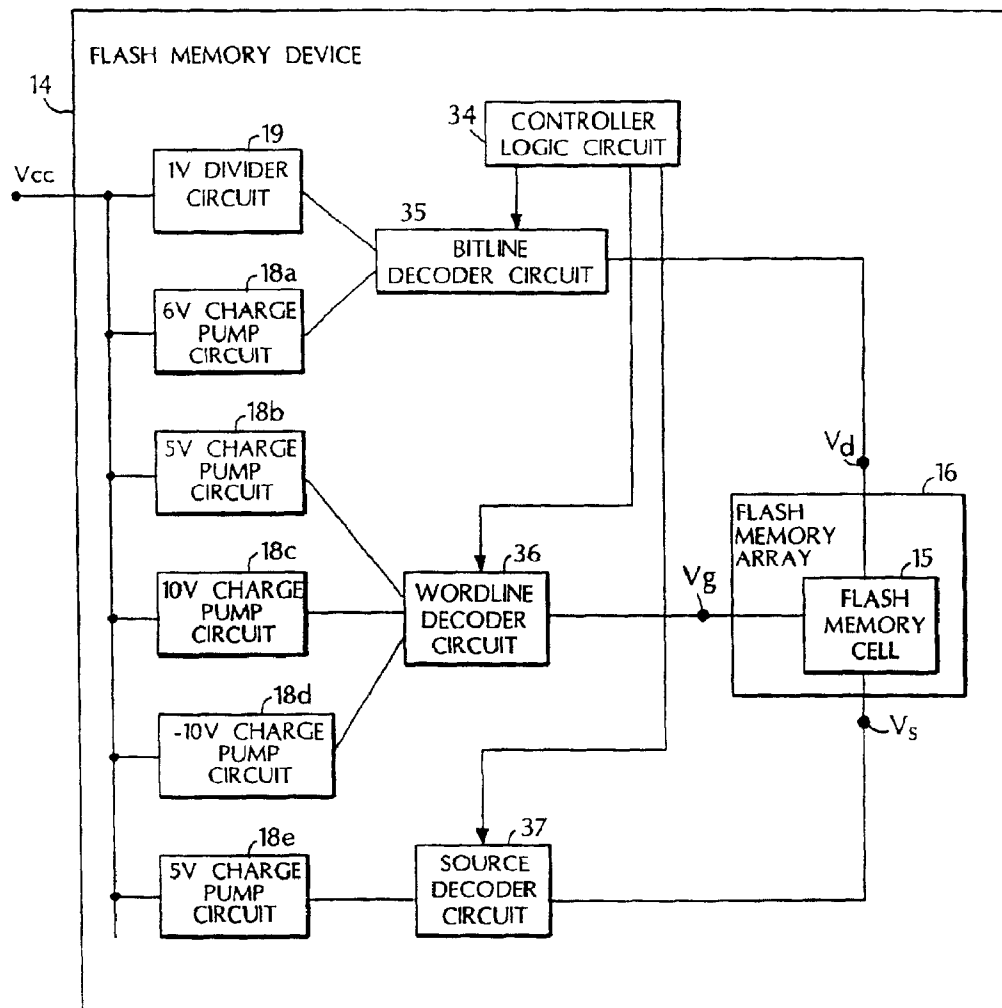 FLASH MEMORY DEVICE
14
Vcc
19
1V DIVIDER
CIRCUIT
34
CONTROLLER
LOGIC CIRCUIT
35
BITLINE
DECODER CIRCUIT
18a
6V CHARGE
PUMP
CIRCUIT
18b
5V CHARGE
PUMP
CIRCUIT
Vd
16
FLASH
MEMORY
ARRAY
18c
10V CHARGE
PUMP
CIRCUIT
36
WORDLINE
DECODER
CIRCUIT
Vg
15
FLASH
MEMORY
CELL
18d
-10V CHARGE
PUMP
CIRCUIT
Vs
18e
5V CHARGE
PUMP
CIRCUIT
37
SOURCE
DECODER
CIRCUIT